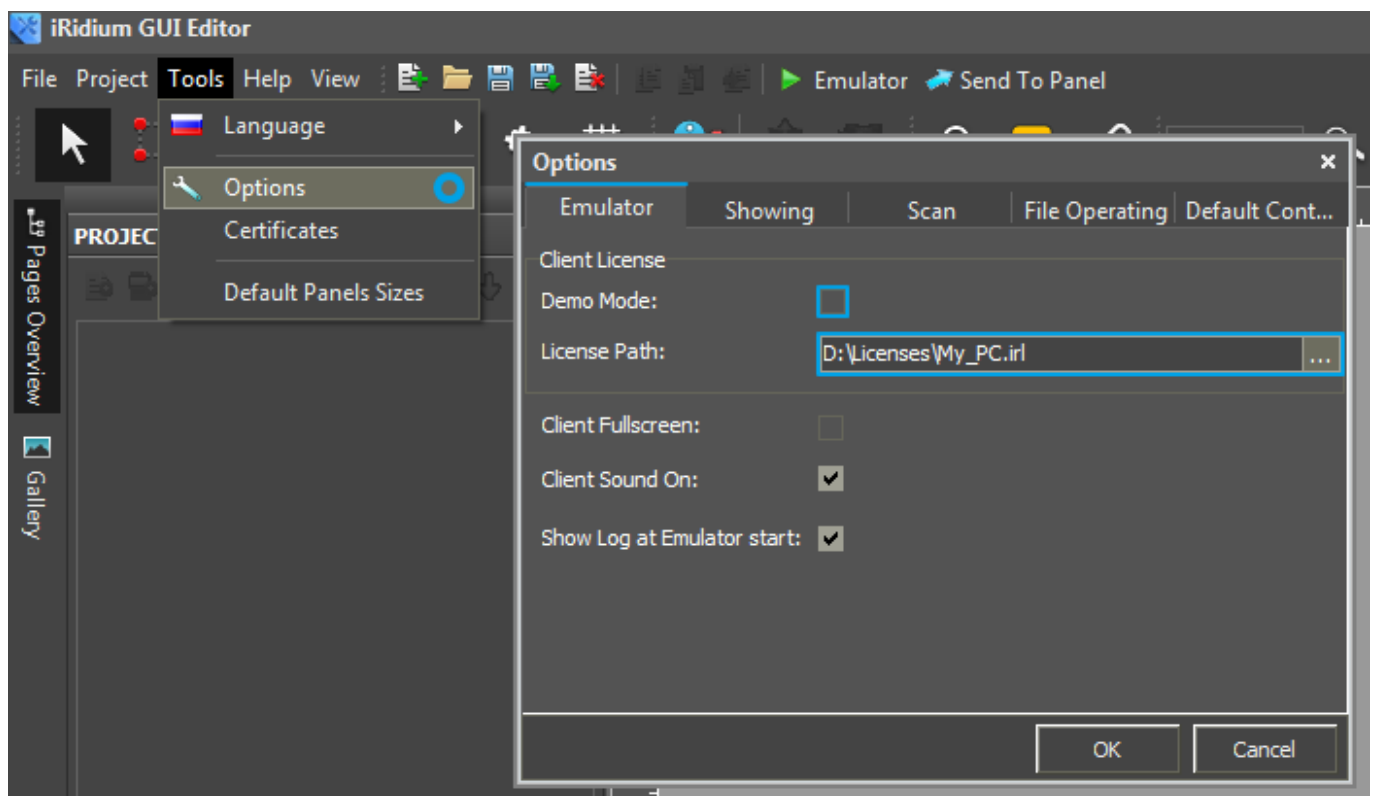 iRidium GUI Editor
File Project Tools Help View Emulator Send To Panel
Language
Options
Certificates
Default Panels Sizes
Pages Overview
Gallery
PROJEC
Options
Emulator Showing Scan File Operating Default Cont...
Client License
Demo Mode:
License Path: D:\Licenses\My_PC.irl ...
Client Fullscreen:
Client Sound On:
Show Log at Emulator start:
OK Cancel